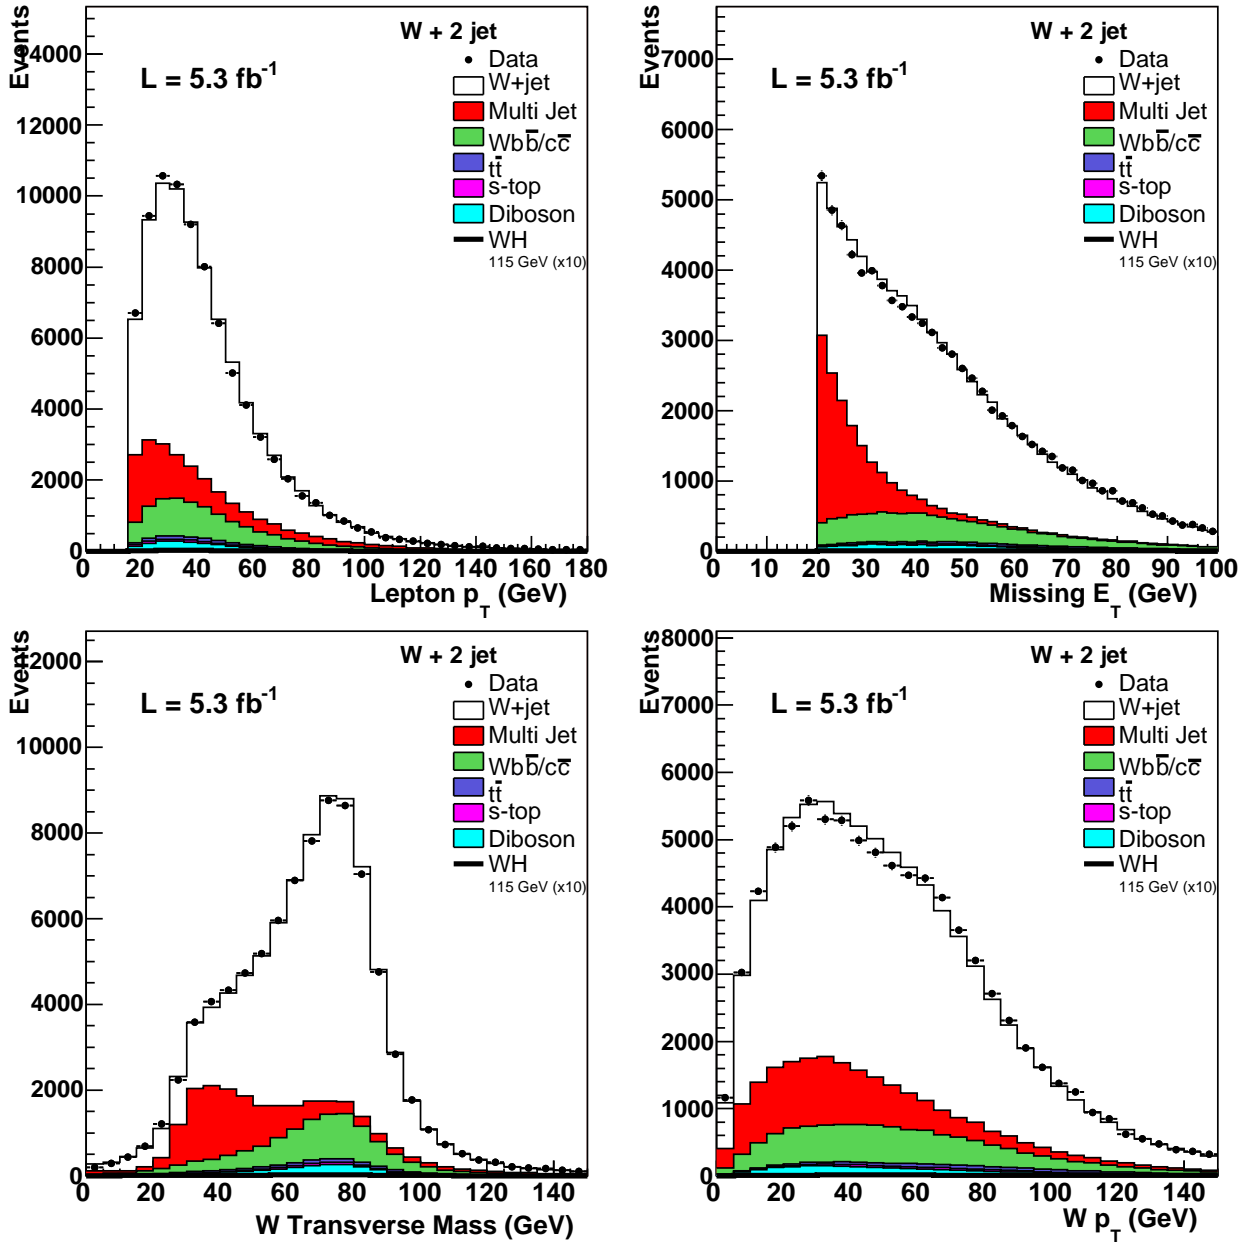 Events
14000
12000
10000
8000
6000
4000
2000
0
W + 2 jet
L = 5.3 fb⁻¹
Data
W+jet
Multi Jet
Wbb̅/cc̅
tt̅
s-top
Diboson
WH
115 GeV (x10)
0 20 40 60 80 100 120 140 160 180
Lepton p_T (GeV)
Events
7000
6000
5000
4000
3000
2000
1000
0
W + 2 jet
L = 5.3 fb⁻¹
Data
W+jet
Multi Jet
Wbb̅/cc̅
tt̅
s-top
Diboson
WH
115 GeV (x10)
0 10 20 30 40 50 60 70 80 90 100
Missing E_T (GeV)
Events
12000
10000
8000
6000
4000
2000
0
W + 2 jet
L = 5.3 fb⁻¹
Data
W+jet
Multi Jet
Wbb̅/cc̅
tt̅
s-top
Diboson
WH
115 GeV (x10)
0 20 40 60 80 100 120 140
W Transverse Mass (GeV)
Events
8000
7000
6000
5000
4000
3000
2000
1000
0
W + 2 jet
L = 5.3 fb⁻¹
Data
W+jet
Multi Jet
Wbb̅/cc̅
tt̅
s-top
Diboson
WH
115 GeV (x10)
0 20 40 60 80 100 120 140
W p_T (GeV)